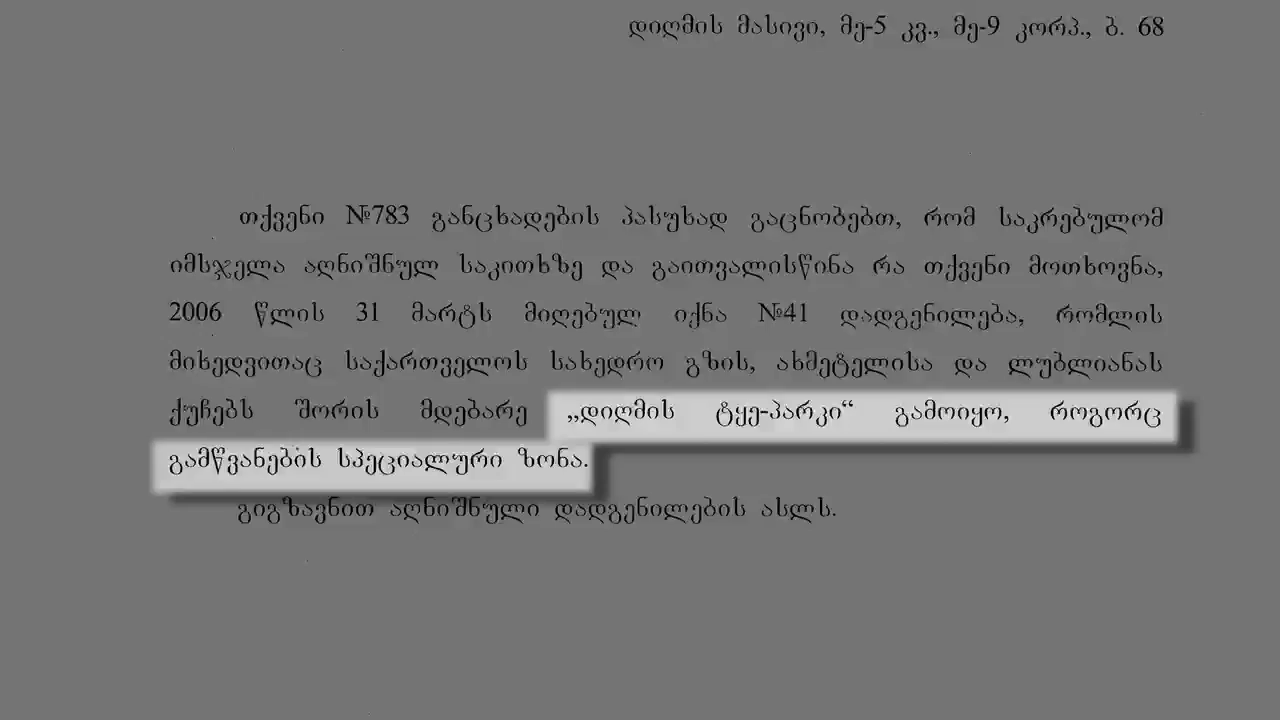 დიღმის მასივი, მე-5 კვ., მე-9 კორპ., ბ. 68
თქვენი №783 განცხადების პასუხად გაცნობებთ, რომ საკრებულომ
იმსჯელა აღნიშნულ საკითხზე და გაითვალისწინა რა თქვენი მოთხოვნა,
2006 წლის 31 მარტს მიღებულ იქნა №41 დადგენილება, რომლის
მიხედვითაც საქართველოს სახედრო გზის, ახმეტელისა და ლუბლიანას
ქუჩებს შორის მდებარე „დიღმის ტყე-პარკი“ გამოიყო, როგორც
გამწვანების სპეციალური ზონა.
გიგზავნით აღნიშნული დადგენილების ასლს.